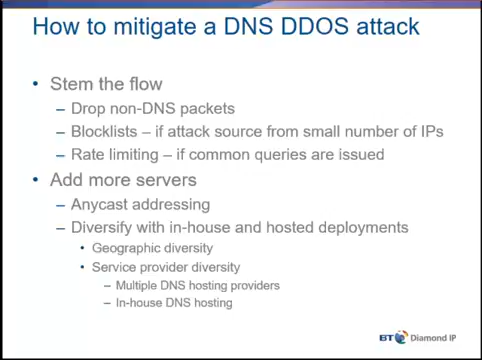 How to mitigate a DNS DDOS attack
• Stem the flow
– Drop non-DNS packets
– Blocklists – if attack source from small number of IPs
– Rate limiting – if common queries are issued
• Add more servers
– Anycast addressing
– Diversify with in-house and hosted deployments
• Geographic diversity
• Service provider diversity
– Multiple DNS hosting providers
– In-house DNS hosting
BT Diamond IP